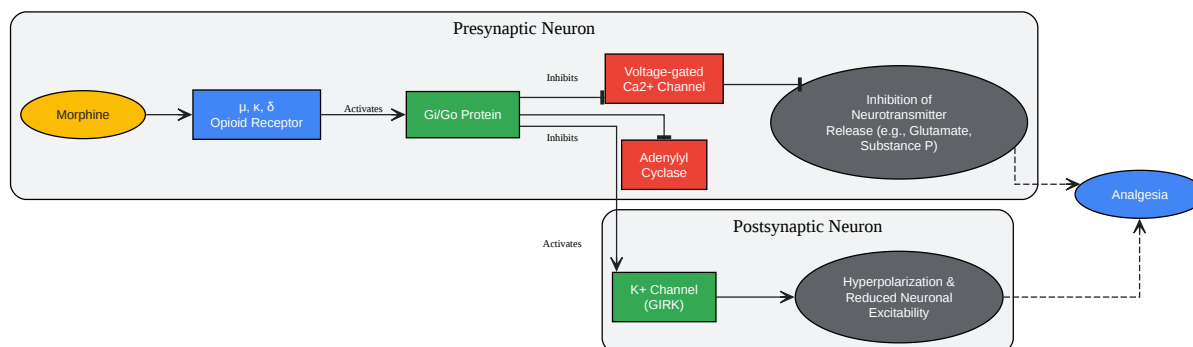 Presynaptic Neuron
Morphine
μ, κ, δ
Opioid Receptor
Activates
Gi/Go Protein
Inhibits
Voltage-gated
Ca2+ Channel
Inhibits
Adenylyl
Cyclase
Inhibition of
Neurotransmitter
Release (e.g., Glutamate,
Substance P)
Analgesia
Postsynaptic Neuron
Activates
K+ Channel
(GIRK)
Hyperpolarization &
Reduced Neuronal
Excitability